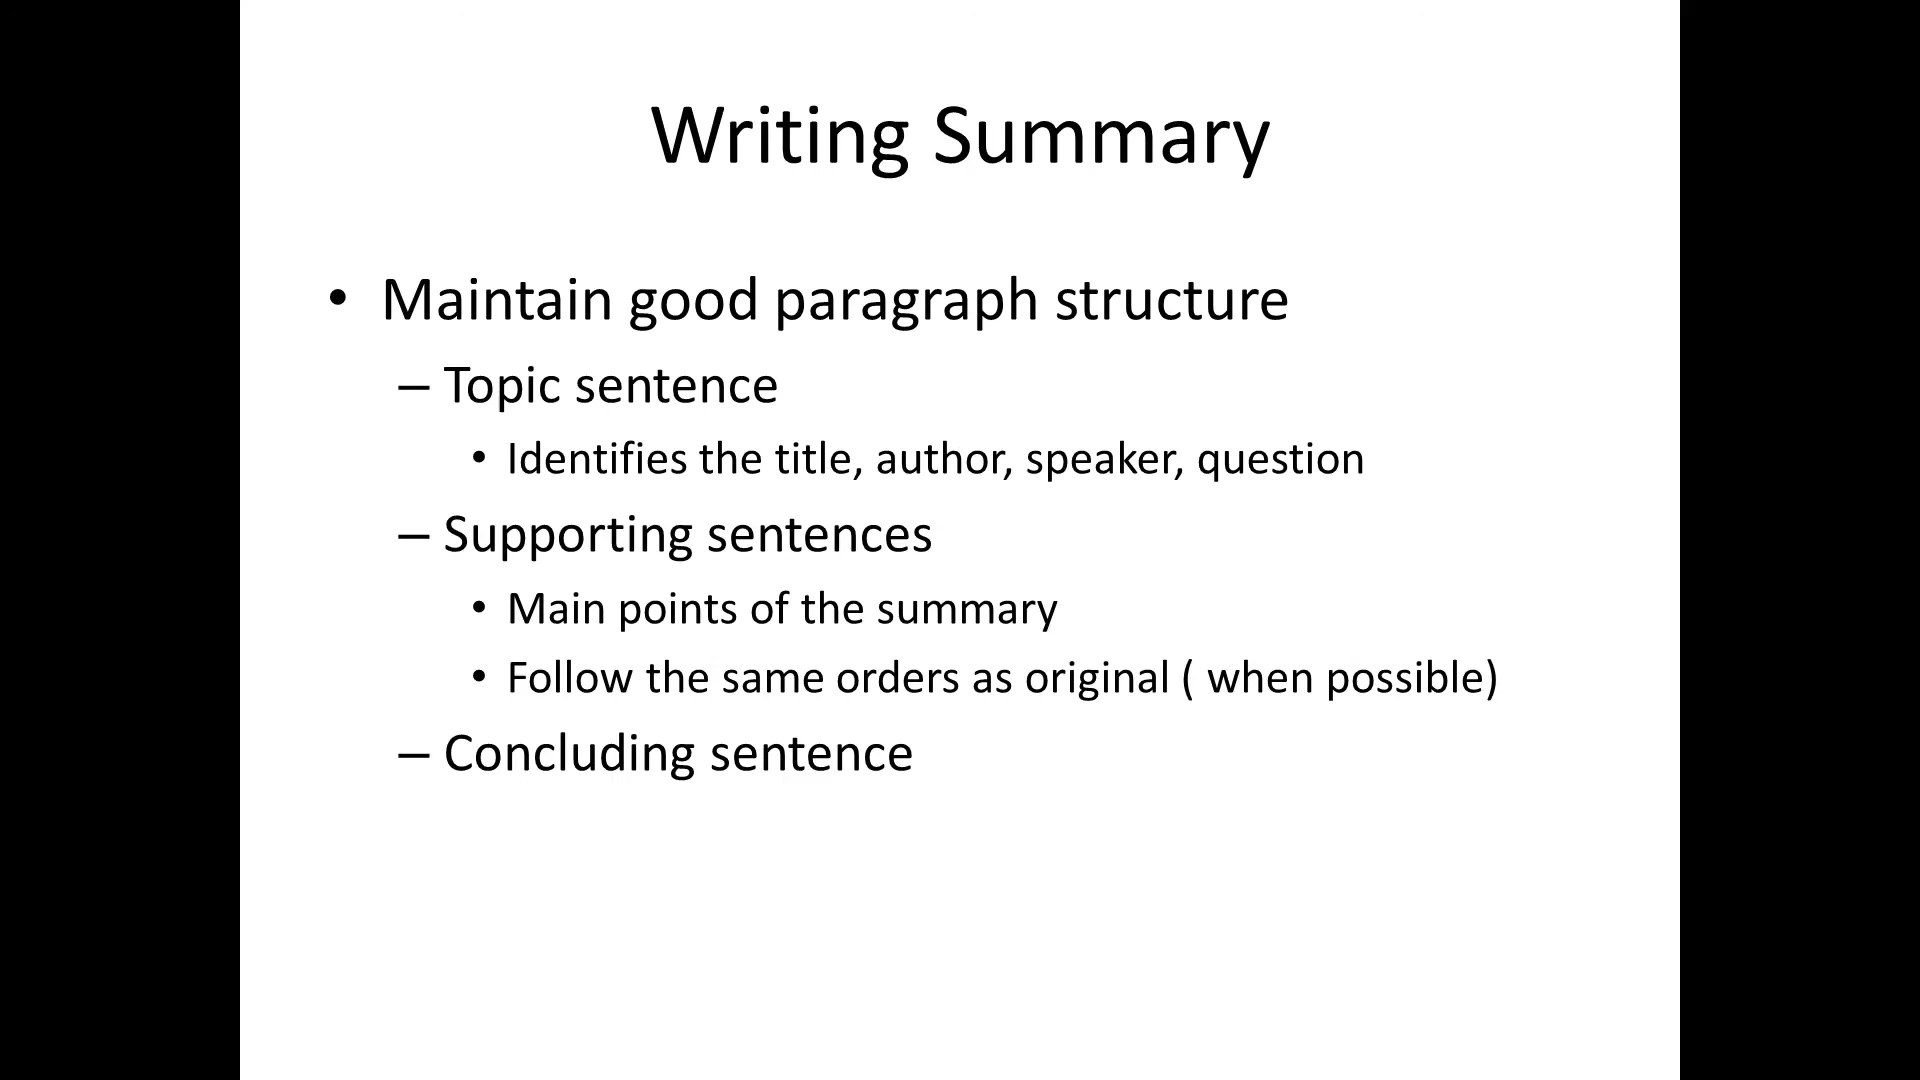 Writing Summary
• Maintain good paragraph structure
– Topic sentence
• Identifies the title, author, speaker, question
– Supporting sentences
• Main points of the summary
• Follow the same orders as original ( when possible)
– Concluding sentence